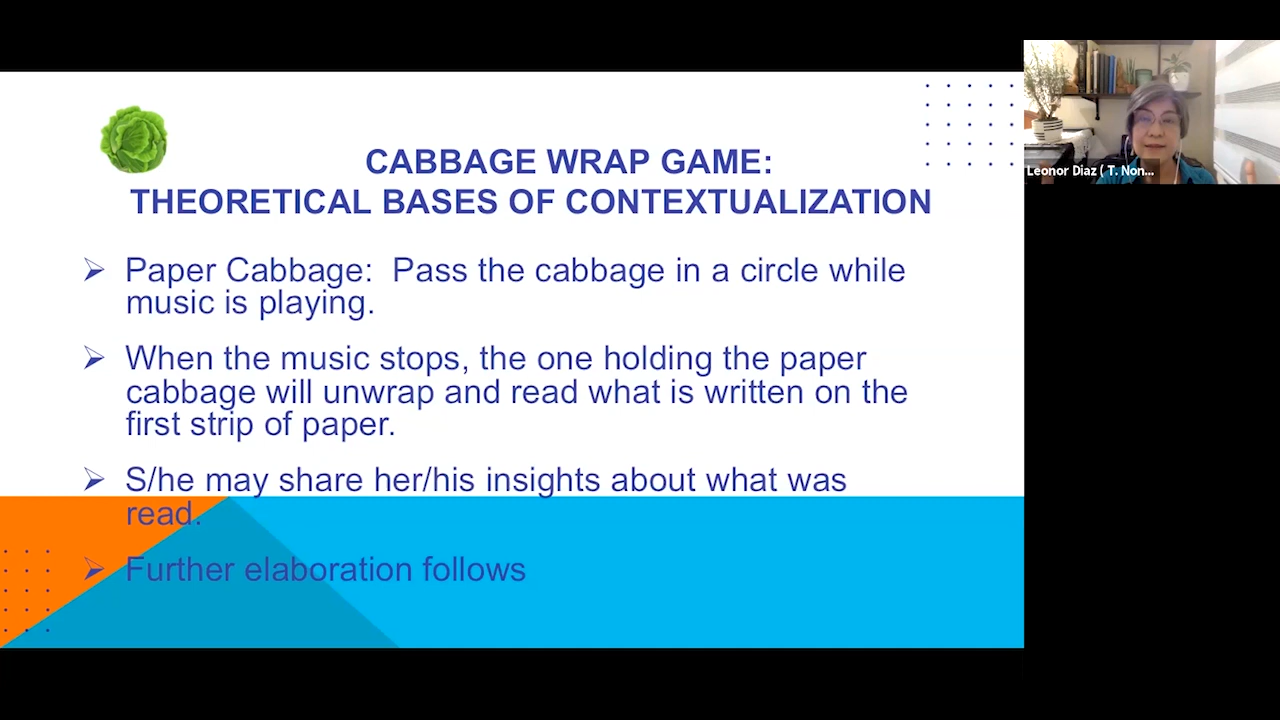 CABBAGE WRAP GAME:
THEORETICAL BASES OF CONTEXTUALIZATION
➢ Paper Cabbage: Pass the cabbage in a circle while
music is playing.
➢ When the music stops, the one holding the paper
cabbage will unwrap and read what is written on the
first strip of paper.
➢ S/he may share her/his insights about what was
read.
➢ Further elaboration follows
Leonor Diaz ( T. Non...